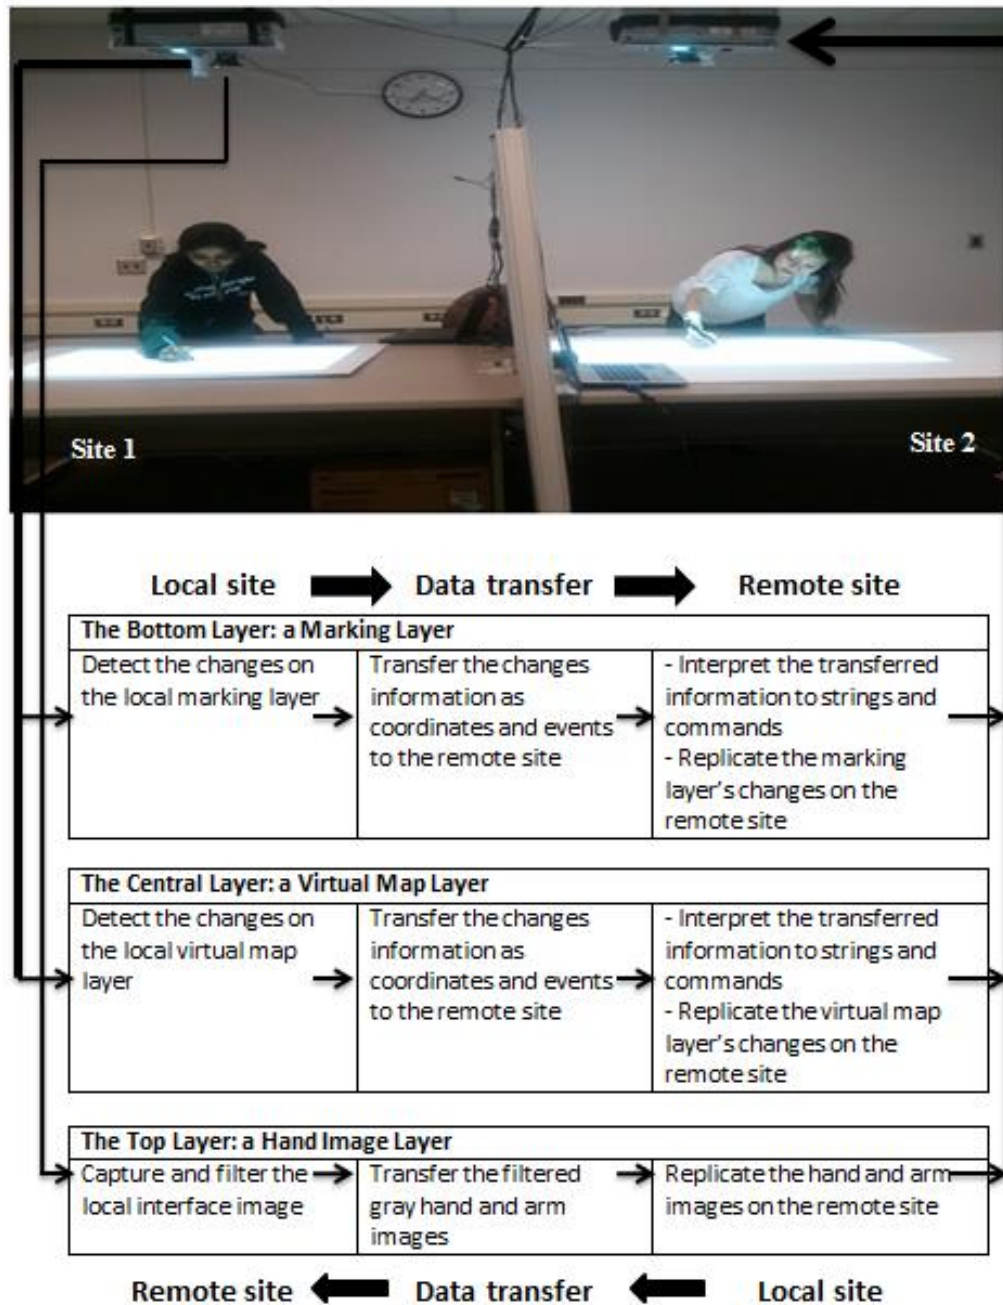 Site 1
Site 2
Local site
Data transfer
Remote site
The Bottom Layer: a Marking Layer
Detect the changes on
the local marking layer
Transfer the changes
information as
coordinates and events
to the remote site
- Interpret the transferred
information to strings and
commands
- Replicate the marking
layer's changes on the
remote site
The Central Layer: a Virtual Map Layer
Detect the changes on
the local virtual map
layer
Transfer the changes
information as
coordinates and events
to the remote site
- Interpret the transferred
information to strings and
commands
- Replicate the virtual map
layer's changes on the
remote site
The Top Layer: a Hand Image Layer
Capture and filter the
local interface image
Transfer the filtered
gray hand and arm
images
Replicate the hand and arm
images on the remote site
Remote site
Data transfer
Local site